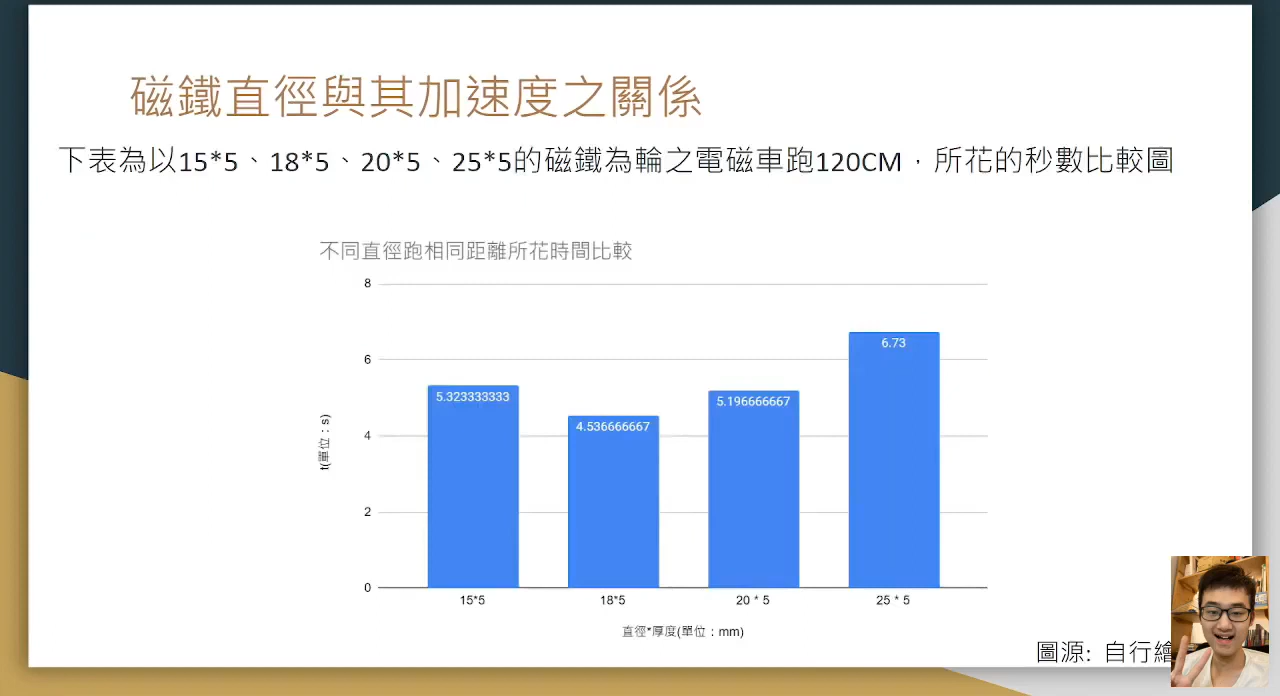 磁鐵直徑與其加速度之關係
下表為以15*5、18*5、20*5、25*5的磁鐵為輪之電磁車跑120CM，所花的秒數比較圖
不同直徑跑相同距離所花時間比較
8
6
4
2
0
t(單位：s)
5.323333333
4.536666667
5.196666667
6.73
15*5
18*5
20 * 5
25 * 5
直徑*厚度(單位：mm)
圖源: 自行繪